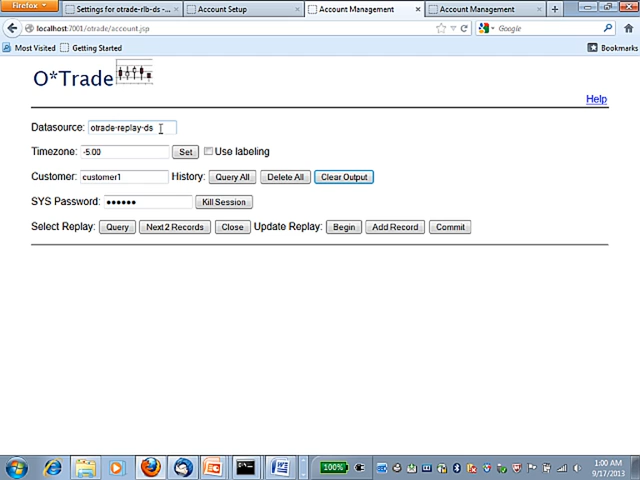 Firefox
Settings for otrade-rlb-ds -...
Account Setup
Account Management
Account Management
localhost:7001/otrade/account.jsp
Google
Most Visited
Getting Started
Bookmarks
O*Trade
Help
Datasource: otrade-replay-ds
Timezone: -5:00 Set Use labeling
Customer: customer1 History: Query All Delete All Clear Output
SYS Password: •••••• Kill Session
Select Replay: Query Next 2 Records Close Update Replay: Begin Add Record Commit
100%
1:00 AM
9/17/2013